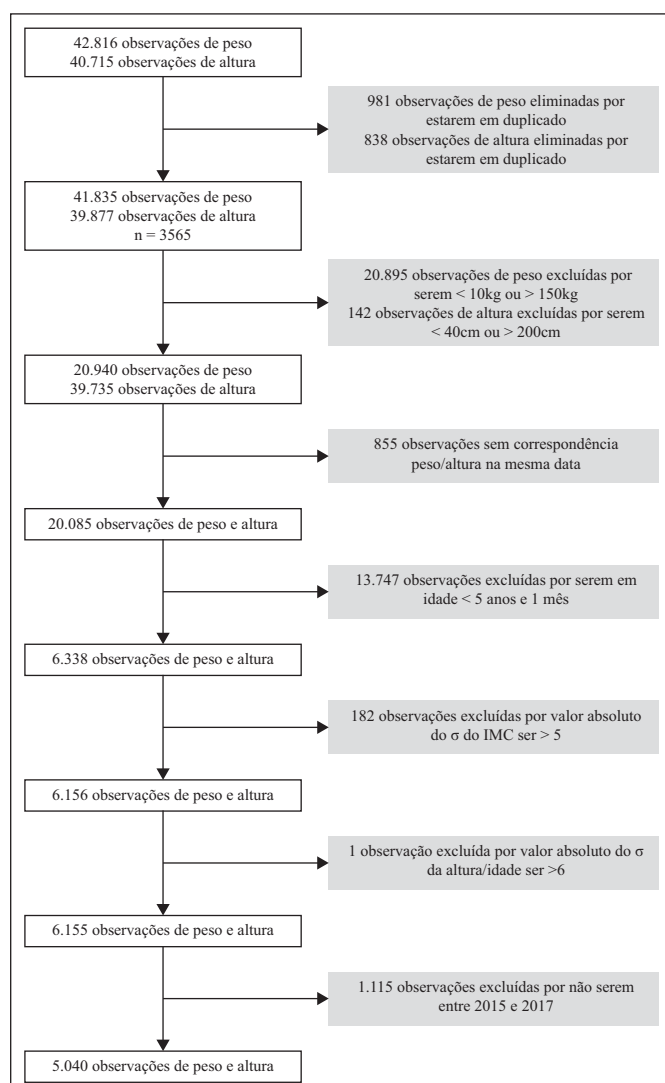 42.816 observações de peso
40.715 observações de altura
981 observações de peso eliminadas por
estarem em duplicado
838 observações de altura eliminadas por
estarem em duplicado
41.835 observações de peso
39.877 observações de altura
n = 3565
20.895 observações de peso excluídas por
serem < 10kg ou > 150kg
142 observações de altura excluídas por serem
< 40cm ou > 200cm
20.940 observações de peso
39.735 observações de altura
855 observações sem correspondência
peso/altura na mesma data
20.085 observações de peso e altura
13.747 observações excluídas por serem em
idade < 5 anos e 1 mês
6.338 observações de peso e altura
182 observações excluídas por valor absoluto
do σ do IMC ser > 5
6.156 observações de peso e altura
1 observação excluída por valor absoluto do σ
da altura/idade ser >6
6.155 observações de peso e altura
1.115 observações excluídas por não serem
entre 2015 e 2017
5.040 observações de peso e altura